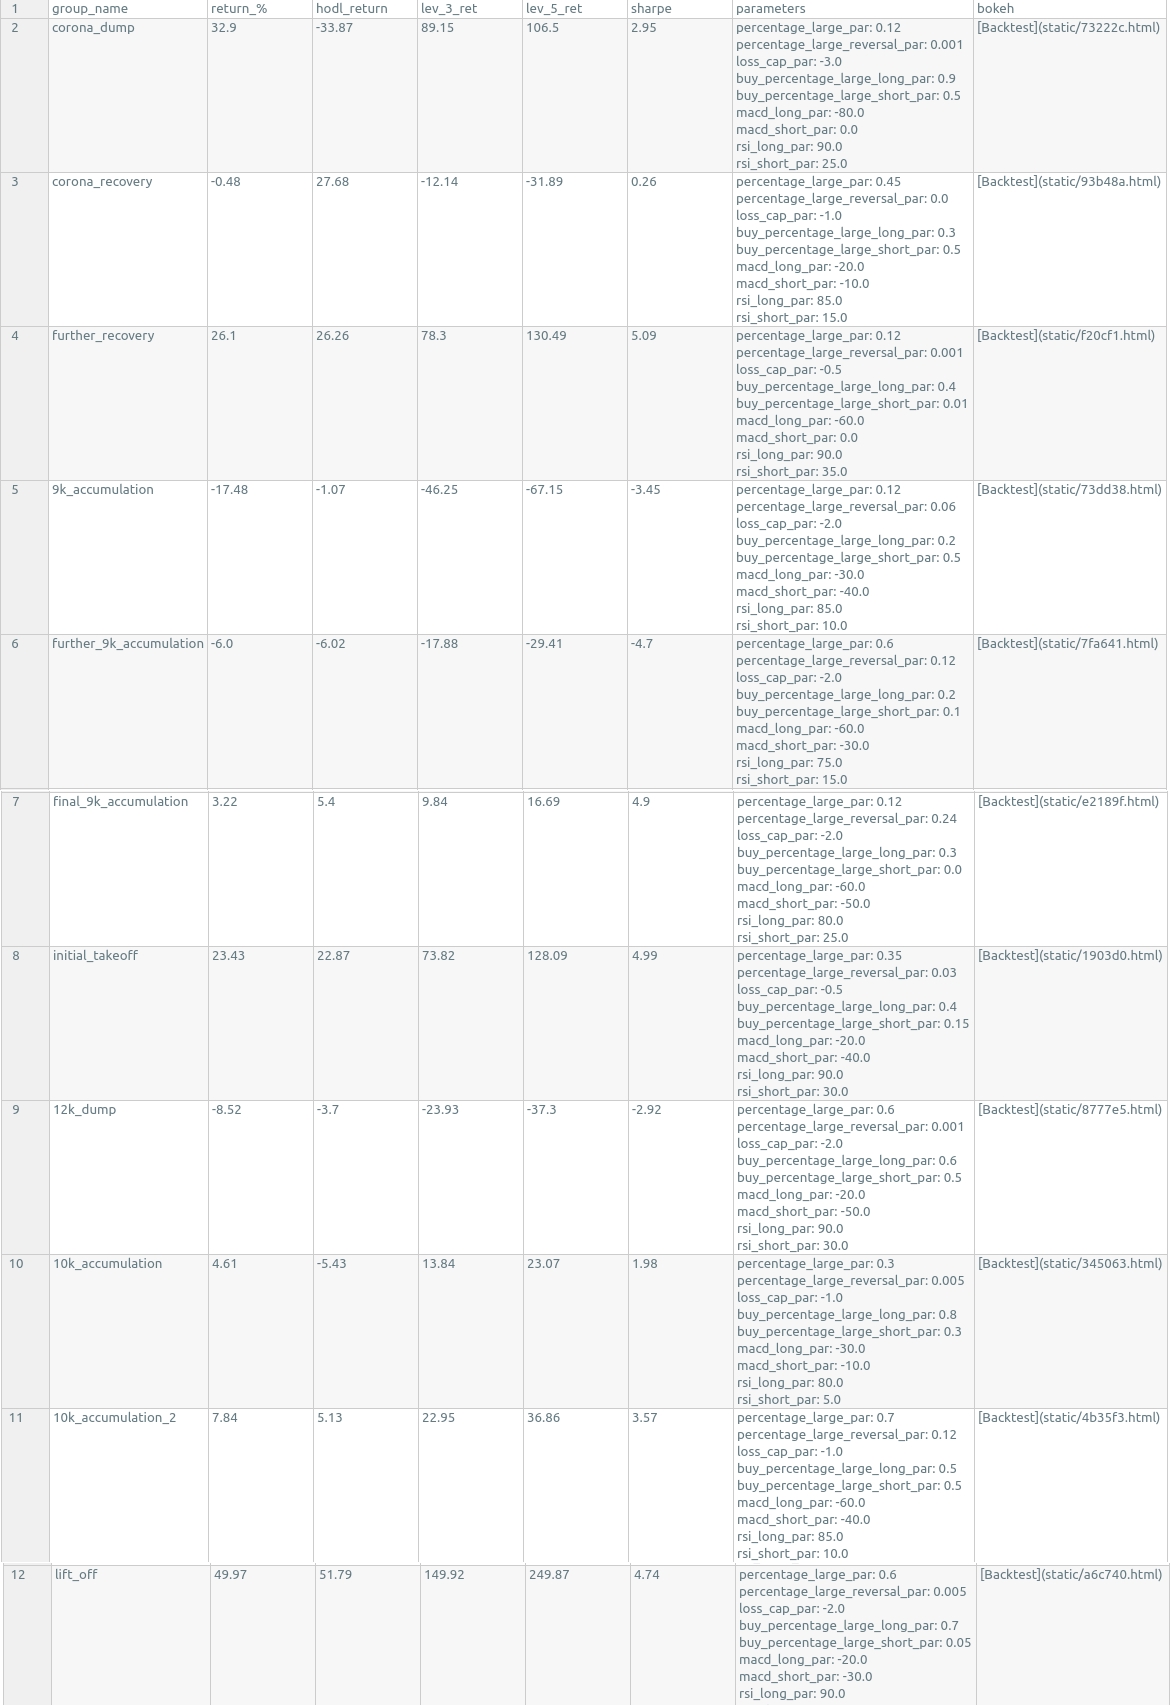 1 group_name return_% hodl_return lev_3_ret lev_5_ret sharpe parameters bokeh
2 corona_dump 32.9 -33.87 89.15 106.5 2.95 percentage_large_par: 0.12 [Backtest](static/73222c.html)
percentage_large_reversal_par: 0.001
loss_cap_par: -3.0
buy_percentage_large_long_par: 0.9
buy_percentage_large_short_par: 0.5
macd_long_par: -80.0
macd_short_par: 0.0
rsi_long_par: 90.0
rsi_short_par: 25.0
3 corona_recovery -0.48 27.68 -12.14 -31.89 0.26 percentage_large_par: 0.45 [Backtest](static/93b48a.html)
percentage_large_reversal_par: 0.0
loss_cap_par: -1.0
buy_percentage_large_long_par: 0.3
buy_percentage_large_short_par: 0.5
macd_long_par: -20.0
macd_short_par: -10.0
rsi_long_par: 85.0
rsi_short_par: 15.0
4 further_recovery 26.1 26.26 78.3 130.49 5.09 percentage_large_par: 0.12 [Backtest](static/f20cf1.html)
percentage_large_reversal_par: 0.001
loss_cap_par: -0.5
buy_percentage_large_long_par: 0.4
buy_percentage_large_short_par: 0.01
macd_long_par: -60.0
macd_short_par: 0.0
rsi_long_par: 90.0
rsi_short_par: 35.0
5 9k_accumulation -17.48 -1.07 -46.25 -67.15 -3.45 percentage_large_par: 0.12 [Backtest](static/73dd38.html)
percentage_large_reversal_par: 0.06
loss_cap_par: -2.0
buy_percentage_large_long_par: 0.2
buy_percentage_large_short_par: 0.5
macd_long_par: -30.0
macd_short_par: -40.0
rsi_long_par: 85.0
rsi_short_par: 10.0
6 further_9k_accumulation -6.0 -6.02 -17.88 -29.41 -4.7 percentage_large_par: 0.6 [Backtest](static/7fa641.html)
percentage_large_reversal_par: 0.12
loss_cap_par: -2.0
buy_percentage_large_long_par: 0.2
buy_percentage_large_short_par: 0.1
macd_long_par: -60.0
macd_short_par: -30.0
rsi_long_par: 75.0
rsi_short_par: 15.0
7 final_9k_accumulation 3.22 5.4 9.84 16.69 4.9 percentage_large_par: 0.12 [Backtest](static/e2189f.html)
percentage_large_reversal_par: 0.24
loss_cap_par: -2.0
buy_percentage_large_long_par: 0.3
buy_percentage_large_short_par: 0.0
macd_long_par: -60.0
macd_short_par: -50.0
rsi_long_par: 80.0
rsi_short_par: 25.0
8 initial_takeoff 23.43 22.87 73.82 128.09 4.99 percentage_large_par: 0.35 [Backtest](static/1903d0.html)
percentage_large_reversal_par: 0.03
loss_cap_par: -0.5
buy_percentage_large_long_par: 0.4
buy_percentage_large_short_par: 0.15
macd_long_par: -20.0
macd_short_par: -40.0
rsi_long_par: 90.0
rsi_short_par: 30.0
9 12k_dump -8.52 -3.7 -23.93 -37.3 -2.92 percentage_large_par: 0.6 [Backtest](static/8777e5.html)
percentage_large_reversal_par: 0.001
loss_cap_par: -2.0
buy_percentage_large_long_par: 0.6
buy_percentage_large_short_par: 0.5
macd_long_par: -20.0
macd_short_par: -50.0
rsi_long_par: 90.0
rsi_short_par: 30.0
10 10k_accumulation 4.61 -5.43 13.84 23.07 1.98 percentage_large_par: 0.3 [Backtest](static/345063.html)
percentage_large_reversal_par: 0.005
loss_cap_par: -1.0
buy_percentage_large_long_par: 0.8
buy_percentage_large_short_par: 0.3
macd_long_par: -30.0
macd_short_par: -10.0
rsi_long_par: 80.0
rsi_short_par: 5.0
11 10k_accumulation_2 7.84 5.13 22.95 36.86 3.57 percentage_large_par: 0.7 [Backtest](static/4b35f3.html)
percentage_large_reversal_par: 0.12
loss_cap_par: -1.0
buy_percentage_large_long_par: 0.5
buy_percentage_large_short_par: 0.5
macd_long_par: -60.0
macd_short_par: -40.0
rsi_long_par: 85.0
rsi_short_par: 10.0
12 lift_off 49.97 51.79 149.92 249.87 4.74 percentage_large_par: 0.6 [Backtest](static/a6c740.html)
percentage_large_reversal_par: 0.005
loss_cap_par: -2.0
buy_percentage_large_long_par: 0.7
buy_percentage_large_short_par: 0.05
macd_long_par: -20.0
macd_short_par: -30.0
rsi_long_par: 90.0